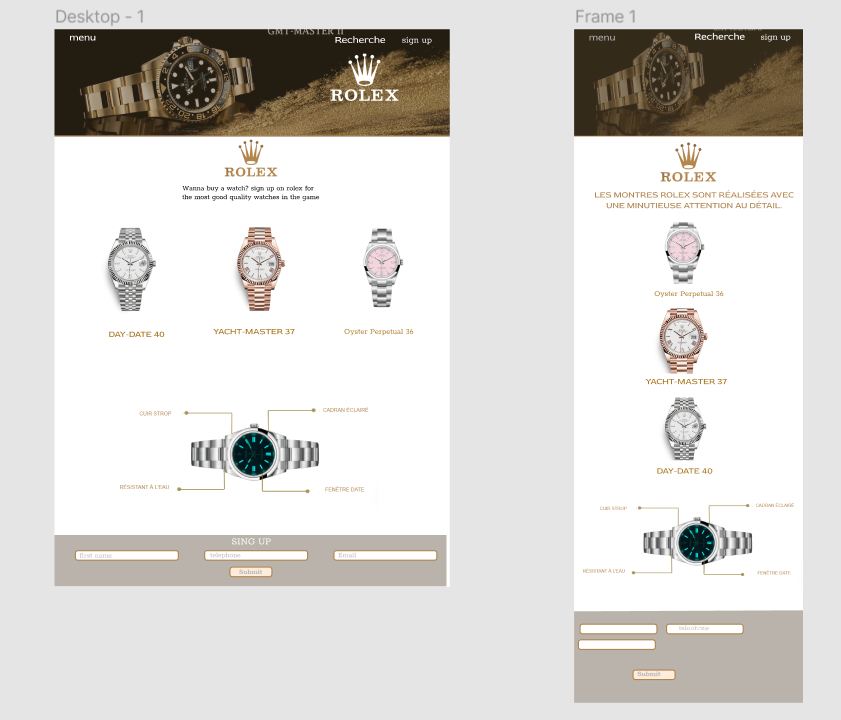 Desktop - 1
GMT-MASTER II
menu
Recherche
sign up
ROLEX
ROLEX
Wanna buy a watch? sign up on rolex for
the most good quality watches in the game
DAY-DATE 40
YACHT-MASTER 37
Oyster Perpetual 36
CUIR STROP
CADRAN ÉCLAIRÉ
RÉSISTANT À L'EAU
FENÊTRE DATE
SING UP
first name
telephone
Email
Submit
Frame 1
menu
Recherche
sign up
ROLEX
LES MONTRES ROLEX SONT RÉALISÉES AVEC
UNE MINUTIEUSE ATTENTION AU DÉTAIL.
Oyster Perpetual 36
YACHT-MASTER 37
DAY-DATE 40
CUIR STROP
CADRAN ÉCLAIRÉ
RÉSISTANT À L'EAU
FENÊTRE DATE
Submit